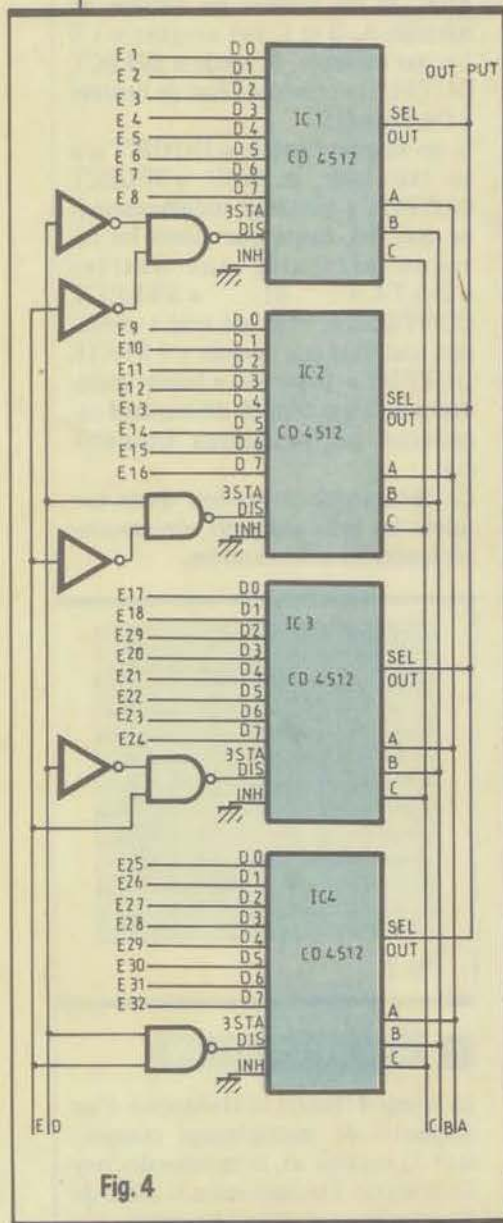 OUT PUT
E1 D0
E2 D1
E3 D2
E4 D3
E5 D4
E6 D5
E7 D6
E8 D7
3STA
DIS
INH
IC1
CD 4512
SEL
OUT
A
B
C
E9 D0
E10 D1
E11 D2
E12 D3
E13 D4
E14 D5
E15 D6
E16 D7
3STA
DIS
INH
IC2
CD 4512
SEL
OUT
A
B
C
E17 D0
E18 D1
E29 D2
E20 D3
E21 D4
E22 D5
E23 D6
E24 D7
3STA
DIS
INH
IC3
CD 4512
SEL
OUT
A
B
C
E25 D0
E26 D1
E27 D2
E28 D3
E29 D4
E30 D5
E31 D6
E32 D7
3STA
DIS
INH
IC4
CD 4512
SEL
OUT
A
B
C
E D
C B A
Fig. 4